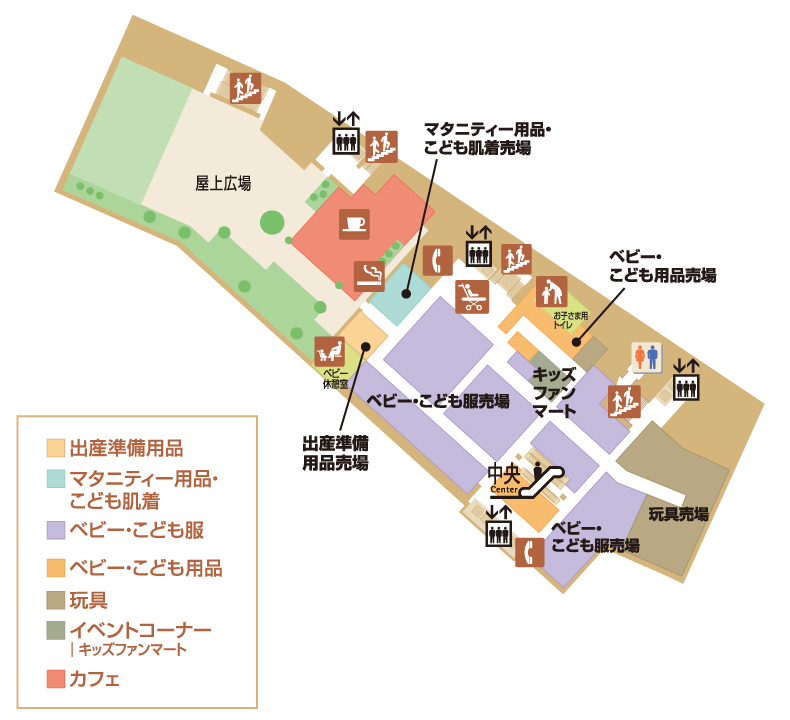 マタニティー用品・
こども肌着売場
屋上広場
ベビー・
こども用品売場
お子さま用
トイレ
ベビー
休憩室
キッズ
ファン
マート
ベビー・こども服売場
出産準備
用品売場
中央
Center
玩具売場
ベビー・
こども服売場
出産準備用品
マタニティー用品・
こども肌着
ベビー・こども服
ベビー・こども用品
玩具
イベントコーナー
|キッズファンマート
カフェ